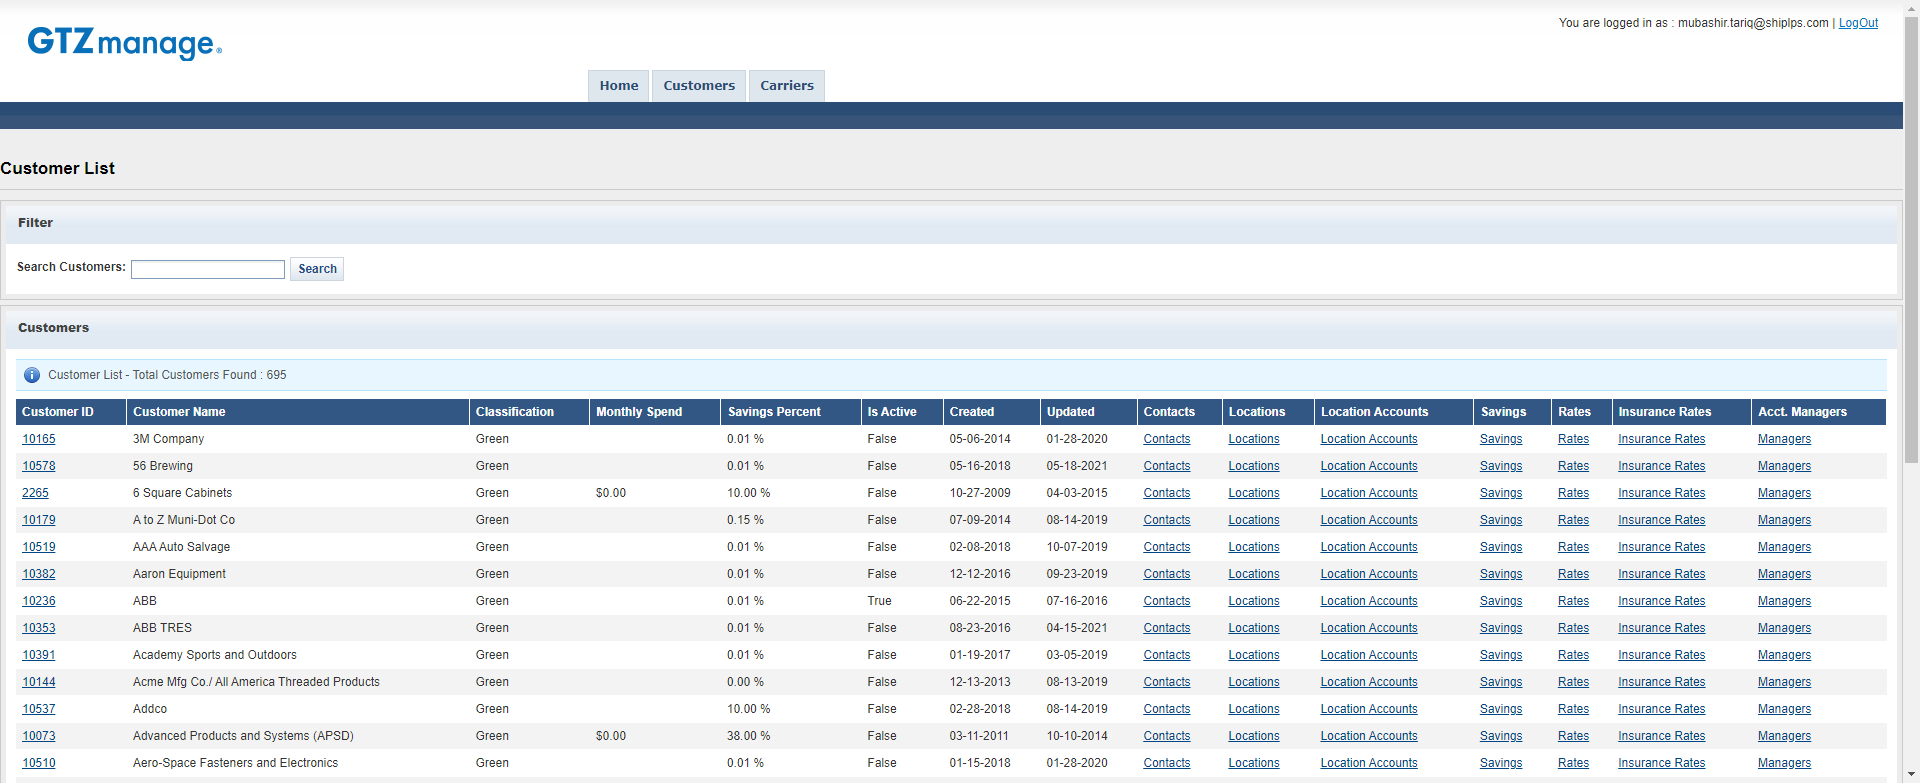 You are logged in as : mubashir.tariq@shiplps.com | LogOut
GTZmanage®
Home Customers Carriers
Customer List
Filter
Search Customers: Search
Customers
Customer List - Total Customers Found : 695
Customer ID Customer Name Classification Monthly Spend Savings Percent Is Active Created Updated Contacts Locations Location Accounts Savings Rates Insurance Rates Acct. Managers
10165 3M Company Green 0.01 % False 05-06-2014 01-28-2020 Contacts Locations Location Accounts Savings Rates Insurance Rates Managers
10578 56 Brewing Green 0.01 % False 05-16-2018 05-18-2021 Contacts Locations Location Accounts Savings Rates Insurance Rates Managers
2265 6 Square Cabinets Green $0.00 10.00 % False 10-27-2009 04-03-2015 Contacts Locations Location Accounts Savings Rates Insurance Rates Managers
10179 A to Z Muni-Dot Co Green 0.15 % False 07-09-2014 08-14-2019 Contacts Locations Location Accounts Savings Rates Insurance Rates Managers
10519 AAA Auto Salvage Green 0.01 % False 02-08-2018 10-07-2019 Contacts Locations Location Accounts Savings Rates Insurance Rates Managers
10382 Aaron Equipment Green 0.01 % False 12-12-2016 09-23-2019 Contacts Locations Location Accounts Savings Rates Insurance Rates Managers
10236 ABB Green 0.01 % True 06-22-2015 07-16-2016 Contacts Locations Location Accounts Savings Rates Insurance Rates Managers
10353 ABB TRES Green 0.01 % False 08-23-2016 04-15-2021 Contacts Locations Location Accounts Savings Rates Insurance Rates Managers
10391 Academy Sports and Outdoors Green 0.01 % False 01-19-2017 03-05-2019 Contacts Locations Location Accounts Savings Rates Insurance Rates Managers
10144 Acme Mfg Co./ All America Threaded Products Green 0.00 % False 12-13-2013 08-13-2019 Contacts Locations Location Accounts Savings Rates Insurance Rates Managers
10537 Addco Green 10.00 % False 02-28-2018 08-14-2019 Contacts Locations Location Accounts Savings Rates Insurance Rates Managers
10073 Advanced Products and Systems (APSD) Green $0.00 38.00 % False 03-11-2011 10-10-2014 Contacts Locations Location Accounts Savings Rates Insurance Rates Managers
10510 Aero-Space Fasteners and Electronics Green 0.01 % False 01-15-2018 01-28-2020 Contacts Locations Location Accounts Savings Rates Insurance Rates Managers